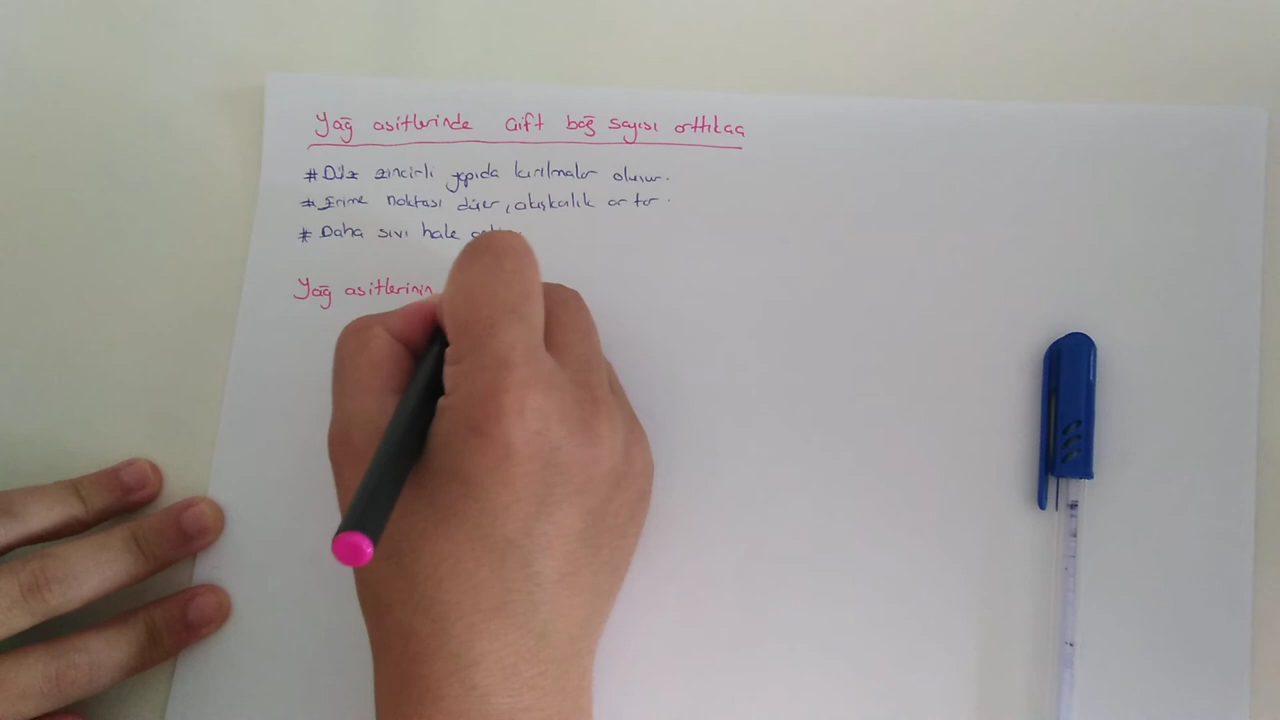 Yağ asitlerinde çift bağ sayısı arttıkça
# Düz zincirli yapıda kırılmalar oluşur.
# Erime noktası düşer, akışkanlık artar.
# Daha sıvı hale
Yağ asitlerinin